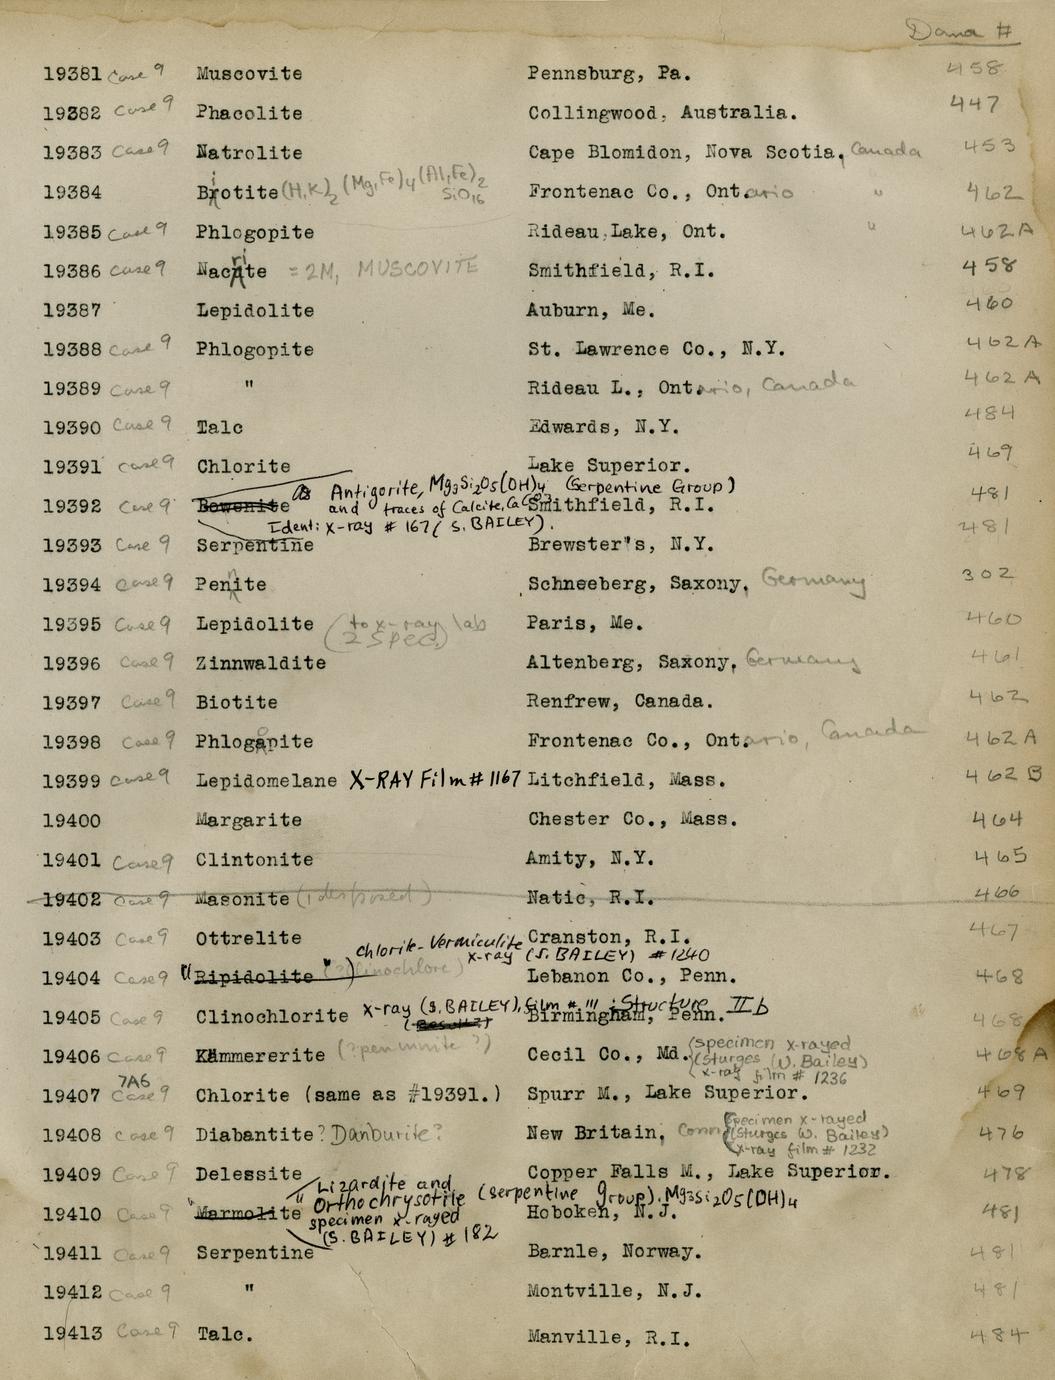 Dana #
19381 Case 9 Muscovite Pennsburg, Pa. 458
19382 Case 9 Phacolite Collingwood, Australia. 447
19383 Case 9 Natrolite Cape Blomidon, Nova Scotia, Canada 453
19384 Biotite (H,K)2 (Mg,Fe)4 (Al,Fe)2 SiO16 Frontenac Co., Ontario " 462
19385 Case 9 Phlogopite Rideau Lake, Ont. " 462A
19386 Case 9 Nacrite = 2M, MUSCOVITE Smithfield, R.I. 458
19387 Lepidolite Auburn, Me. 460
19388 Case 9 Phlogopite St. Lawrence Co., N.Y. 462A
19389 Case 9 " Rideau L., Ontario, Canada 462A
19390 Case 9 Talc Edwards, N.Y. 484
19391 Case 9 Chlorite Lake Superior. 469
Antigorite, Mg3Si2O5(OH)4 (Serpentine Group)
19392 Case 9 Bowenite and traces of Calcite, CaCO3 Smithfield, R.I. 481
Ident: X-ray # 167 (S. BAILEY).
19393 Case 9 Serpentine Brewster"s, N.Y. 481
19394 Case 9 Penite Schneeberg, Saxony, Germany 302
19395 Case 9 Lepidolite (to x-ray lab Paris, Me. 460
2 spec.)
19396 Case 9 Zinnwaldite Altenberg, Saxony, Germany 461
19397 Case 9 Biotite Renfrew, Canada. 462
19398 Case 9 Phlogopite Frontenac Co., Ontario, Canada 462A
19399 Case 9 Lepidomelane X-RAY Film # 1167 Litchfield, Mass. 462B
19400 Margarite Chester Co., Mass. 464
19401 Case 9 Clintonite Amity, N.Y. 465
19402 Case 9 Masonite Natic, R.I. 466
19403 Case 9 Ottrelite Cranston, R.I. 467
chlorite-Vermiculite
x-ray (S. BAILEY) #1240
19404 Case 9 "Ripidolite" (?Clinochlore) Lebanon Co., Penn. 468
X-ray (S. BAILEY), film # 111; Structure II b
19405 Case 9 Clinochlorite Birmingham, Penn. 468
19406 Case 9 Kämmererite (?penninite?) Cecil Co., Md. (specimen x-rayed 468A
(Sturges W. Bailey)
x-ray film # 1236
7A6
19407 Case 9 Chlorite (same as #19391.) Spurr M., Lake Superior. 469
19408 Case 9 Diabantite? Danburite? New Britain, Conn (specimen x-rayed 476
(Sturges W. Bailey)
x-ray film # 1232
19409 Case 9 Delessite Copper Falls M., Lake Superior. 478
Lizardite and
Orthochrysotile (serpentine group). Mg3Si2O5(OH)4
19410 Case 9 "Marmolite" specimen x-rayed Hoboken, N.J. 481
(S. BAILEY) # 182
19411 Case 9 Serpentine Barnle, Norway. 481
19412 Case 9 " Montville, N.J. 481
19413 Case 9 Talc. Manville, R.I. 484